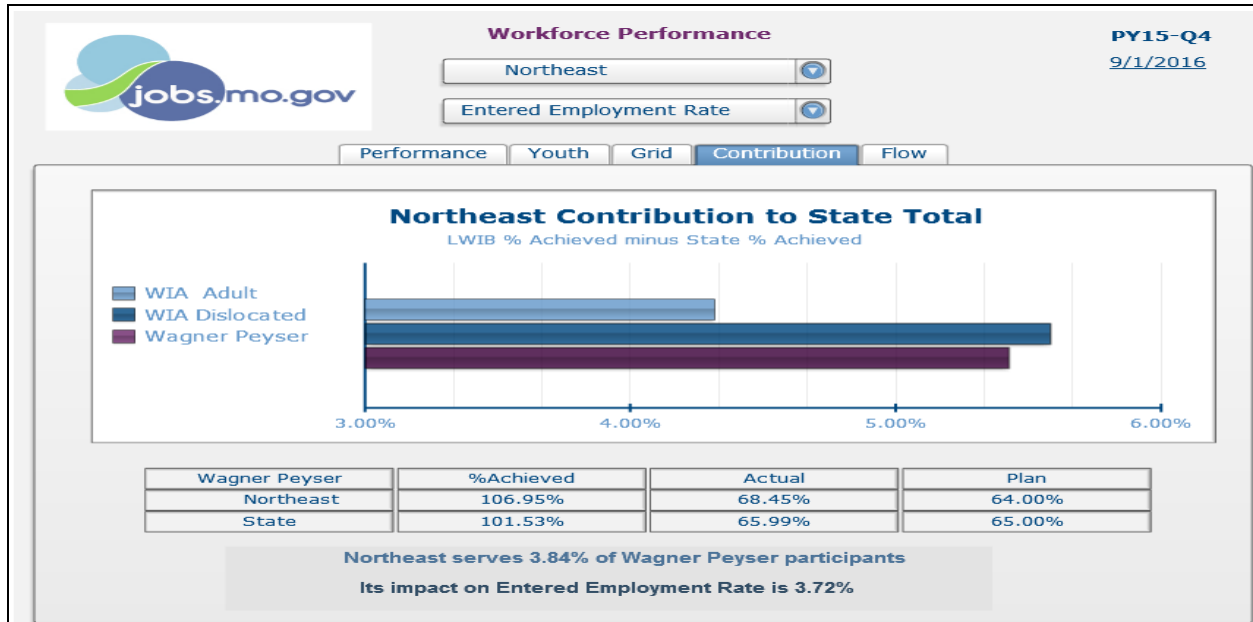 Workforce Performance
PY15-Q4
9/1/2016
jobs.mo.gov
Northeast
Entered Employment Rate
Performance Youth Grid Contribution Flow
Northeast Contribution to State Total
LWIB % Achieved minus State % Achieved
WIA Adult
WIA Dislocated
Wagner Peyser
3.00% 4.00% 5.00% 6.00%
Wagner Peyser %Achieved Actual Plan
Northeast 106.95% 68.45% 64.00%
State 101.53% 65.99% 65.00%
Northeast serves 3.84% of Wagner Peyser participants
Its impact on Entered Employment Rate is 3.72%